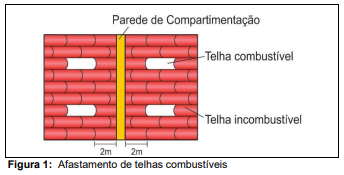 Parede de Compartimentação
Telha combustível
Telha incombustível
2m 2m
Figura 1: Afastamento de telhas combustíveis